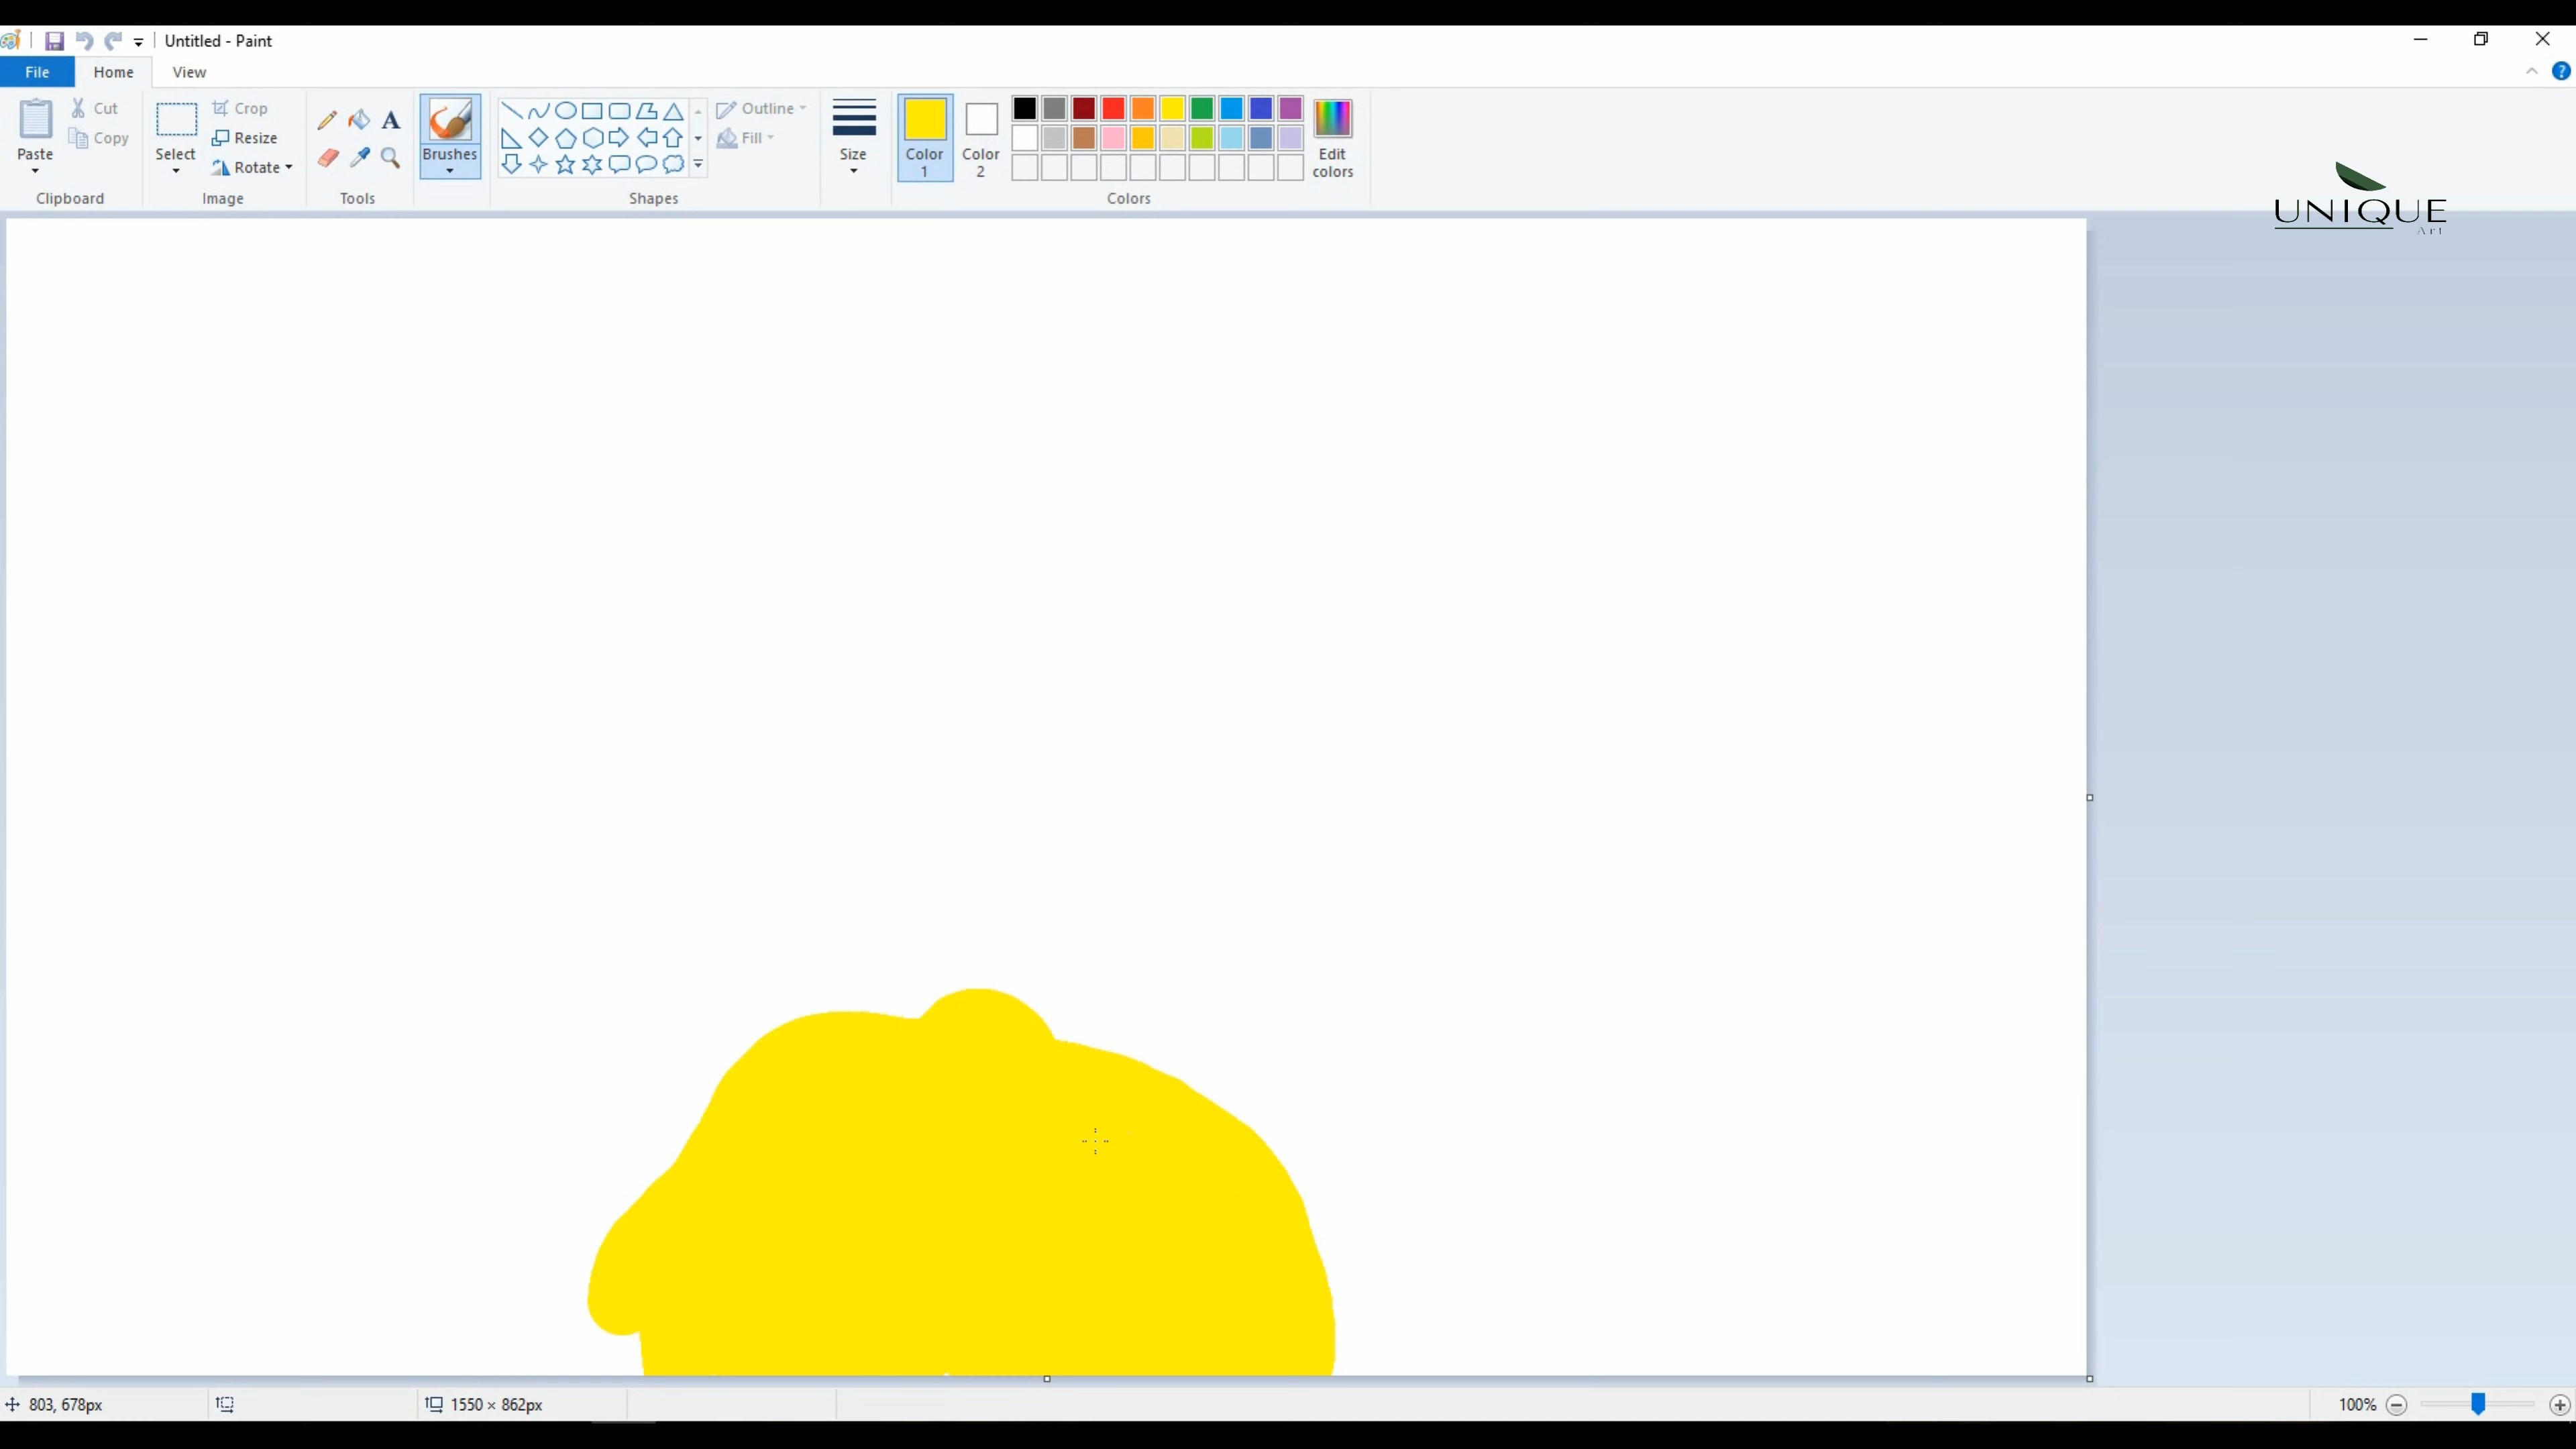 Untitled - Paint
File Home View
Paste
Cut
Copy
Clipboard
Select
Crop
Resize
Rotate
Image
A
Tools
Brushes
Outline
Fill
Shapes
Size
Color 1
Color 2
Edit colors
Colors
UNIQUE
Art
803, 678px
1550 × 862px
100%